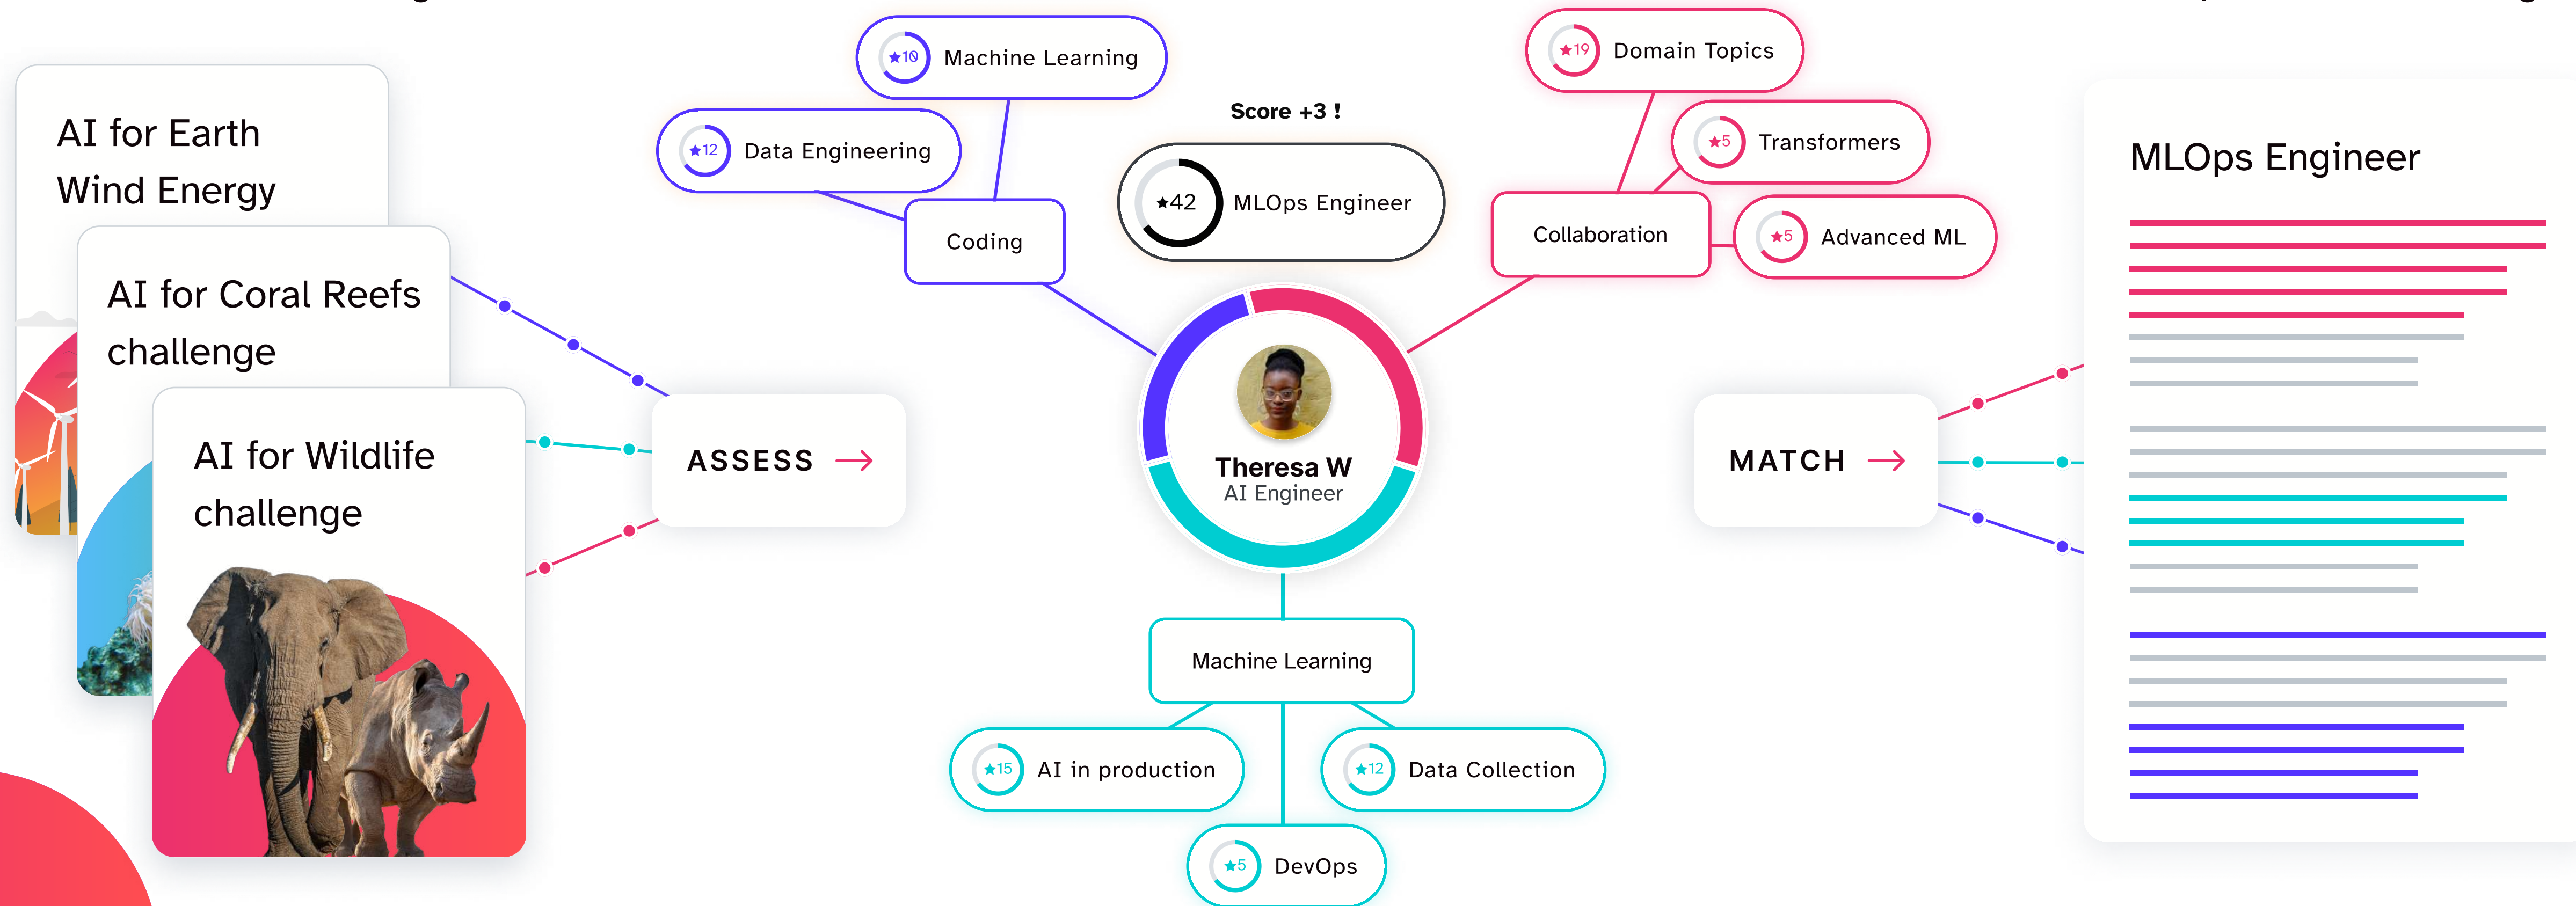 AI for Earth
Wind Energy
AI for Coral Reefs
challenge
AI for Wildlife
challenge
ASSESS
★10 Machine Learning
★12 Data Engineering
Coding
Score +3 !
★42 MLOps Engineer
★19 Domain Topics
★5 Transformers
Collaboration
★5 Advanced ML
Theresa W
AI Engineer
Machine Learning
★15 AI in production
★12 Data Collection
★5 DevOps
MATCH
MLOps Engineer